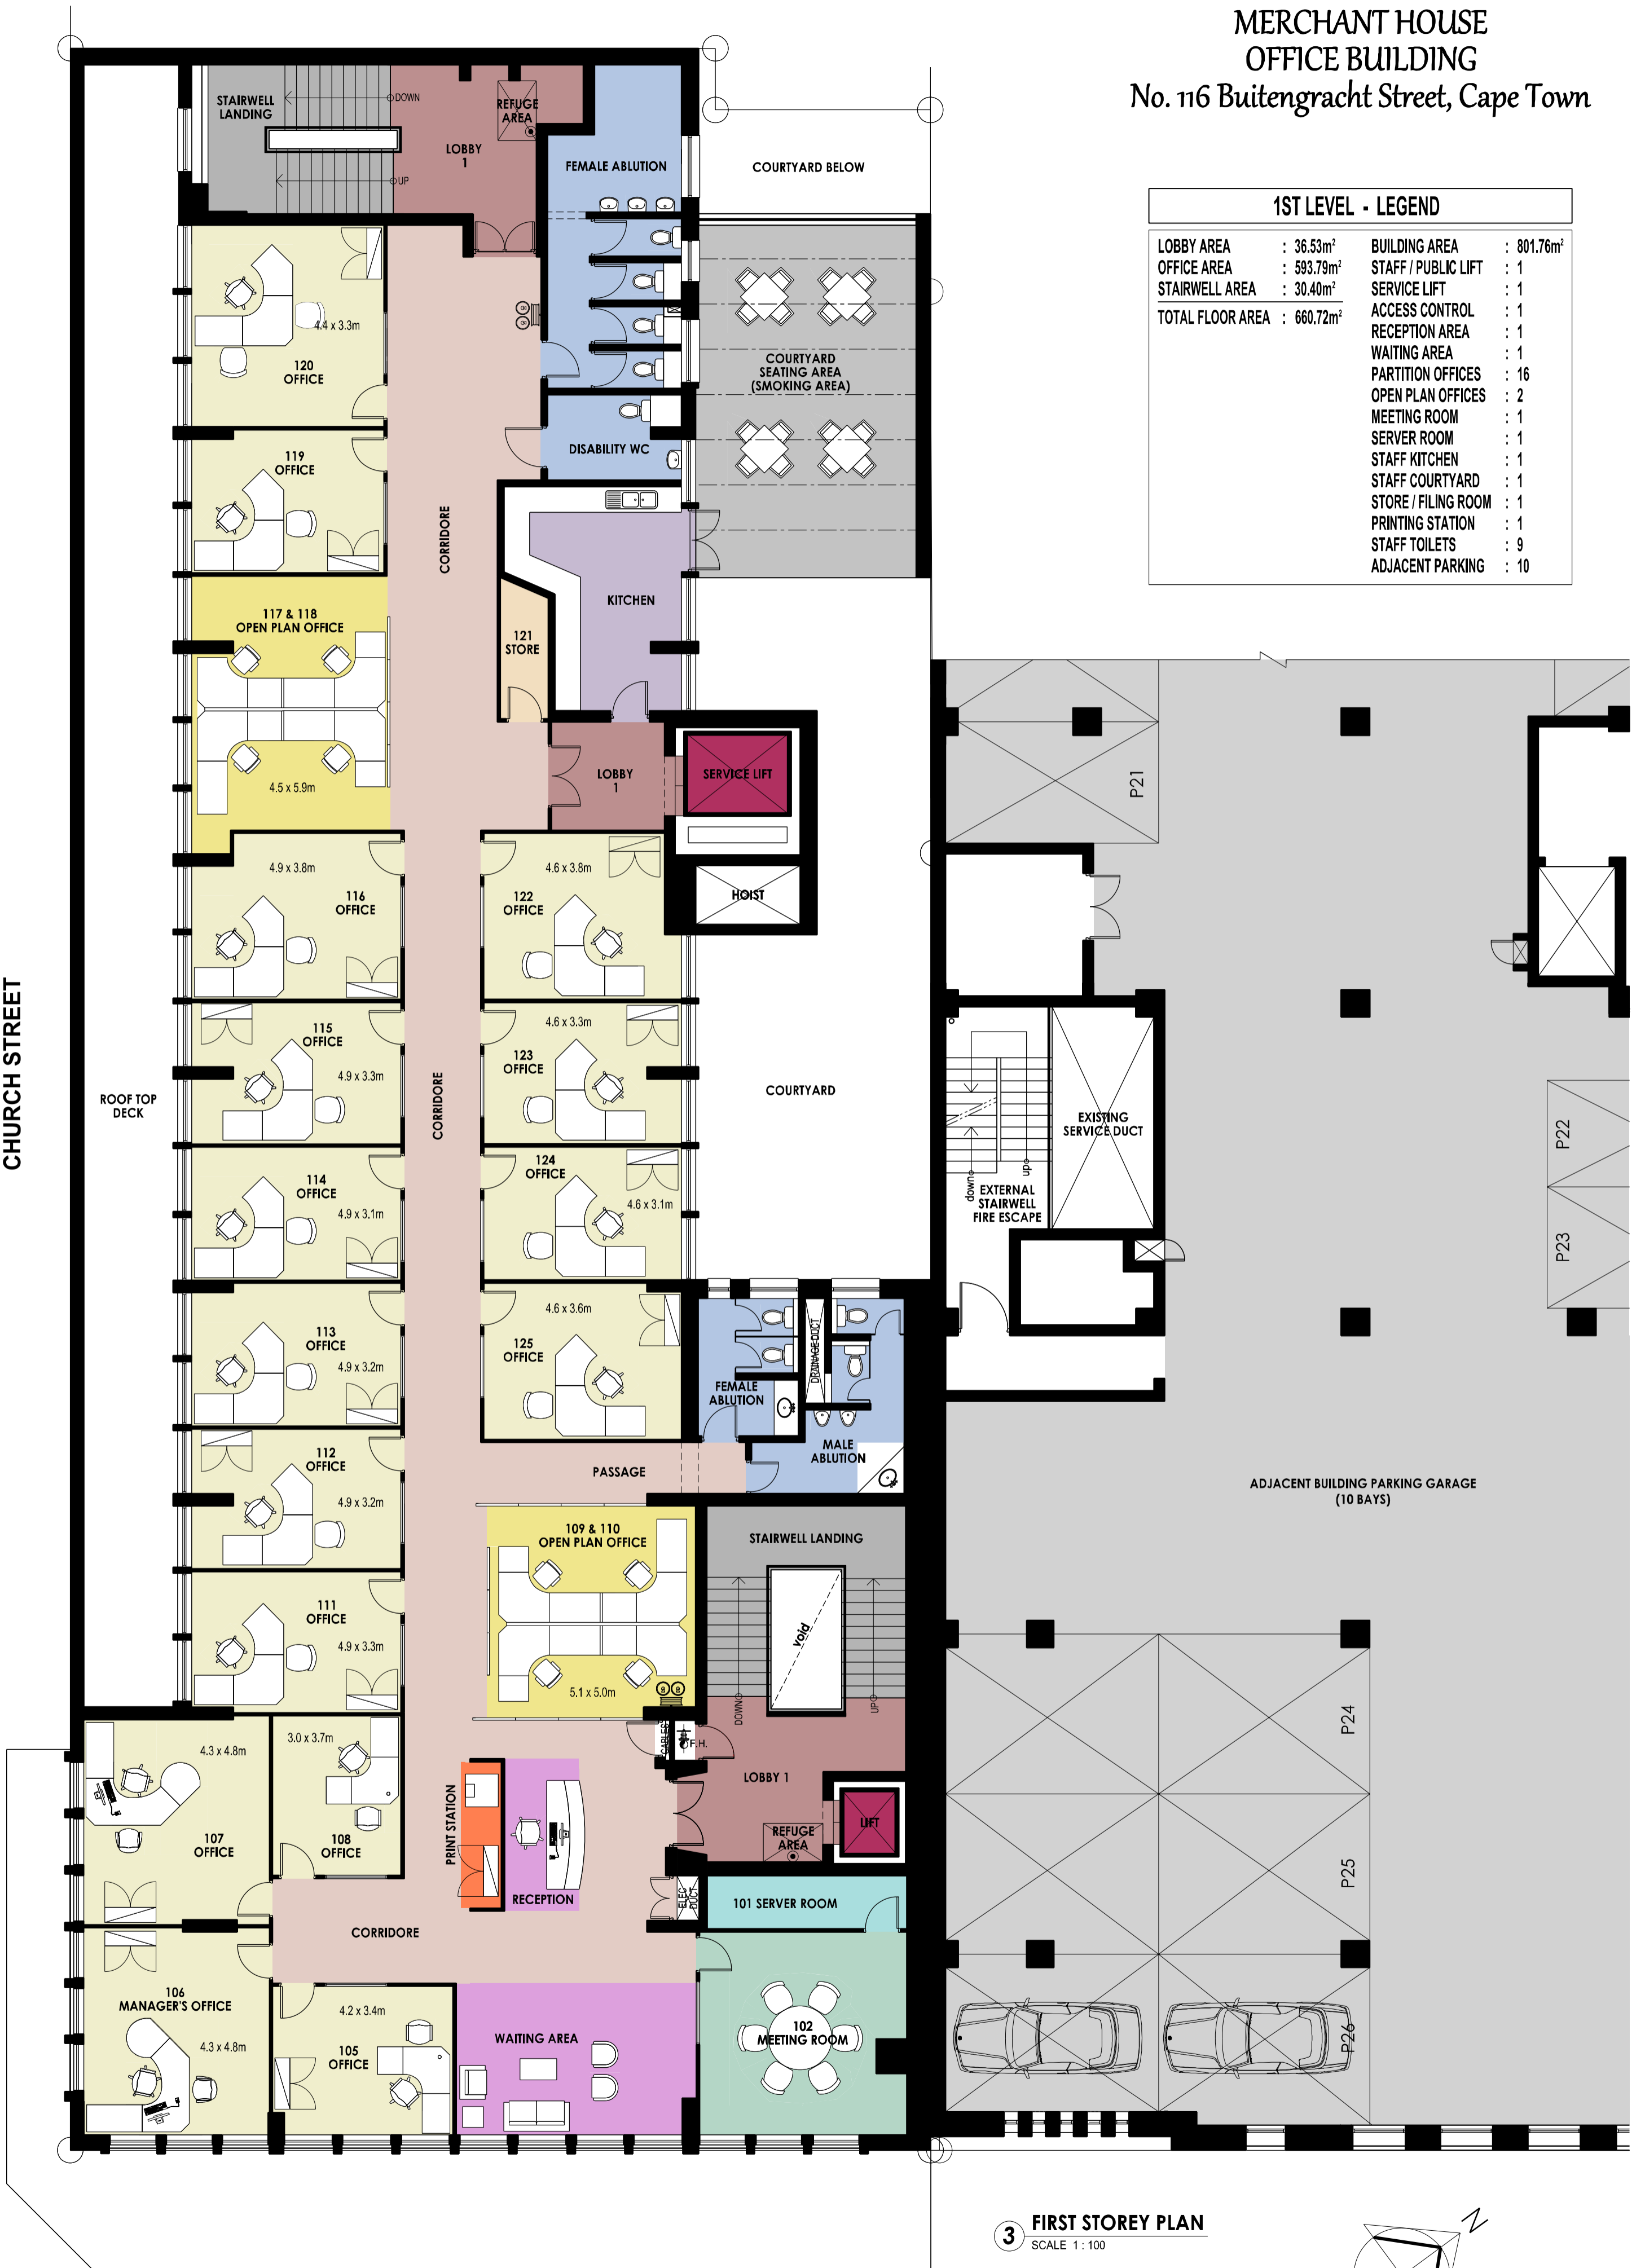 MERCHANT HOUSE
OFFICE BUILDING
No. 116 Buitengracht Street, Cape Town
1ST LEVEL - LEGEND
LOBBY AREA : 36.53m²
OFFICE AREA : 593.79m²
STAIRWELL AREA : 30.40m²
TOTAL FLOOR AREA : 660.72m²
BUILDING AREA : 801.76m²
STAFF / PUBLIC LIFT : 1
SERVICE LIFT : 1
ACCESS CONTROL : 1
RECEPTION AREA : 1
WAITING AREA : 1
PARTITION OFFICES : 16
OPEN PLAN OFFICES : 2
MEETING ROOM : 1
SERVER ROOM : 1
STAFF KITCHEN : 1
STAFF COURTYARD : 1
STORE / FILING ROOM : 1
PRINTING STATION : 1
STAFF TOILETS : 9
ADJACENT PARKING : 10
STAIRWELL
LANDING
DOWN
UP
LOBBY
1
REFUGE
AREA
FEMALE ABLUTION
COURTYARD BELOW
4.4 x 3.3m
120
OFFICE
COURTYARD
SEATING AREA
(SMOKING AREA)
DISABILITY WC
119
OFFICE
CORRIDORE
117 & 118
OPEN PLAN OFFICE
4.5 x 5.9m
121
STORE
KITCHEN
LOBBY
1
SERVICE LIFT
HOIST
P21
4.9 x 3.8m
116
OFFICE
4.6 x 3.8m
122
OFFICE
CHURCH STREET
ROOF TOP
DECK
115
OFFICE
4.9 x 3.3m
CORRIDORE
4.6 x 3.3m
123
OFFICE
COURTYARD
EXISTING
SERVICE DUCT
down
up
EXTERNAL
STAIRWELL
FIRE ESCAPE
P22
P23
114
OFFICE
4.9 x 3.1m
124
OFFICE
4.6 x 3.1m
113
OFFICE
4.9 x 3.2m
4.6 x 3.6m
125
OFFICE
FEMALE
ABLUTION
DRAINAGE DUCT
MALE
ABLUTION
112
OFFICE
4.9 x 3.2m
PASSAGE
ADJACENT BUILDING PARKING GARAGE
(10 BAYS)
109 & 110
OPEN PLAN OFFICE
5.1 x 5.0m
STAIRWELL LANDING
void
DOWN
UP
111
OFFICE
4.9 x 3.3m
P24
4.3 x 4.8m
107
OFFICE
3.0 x 3.7m
108
OFFICE
PRINT STATION
RECEPTION
CABLES
F.H.
LOBBY 1
REFUGE
AREA
LIFT
P25
ELEC
DUCT
101 SERVER ROOM
CORRIDORE
106
MANAGER'S OFFICE
4.3 x 4.8m
4.2 x 3.4m
105
OFFICE
WAITING AREA
102
MEETING ROOM
P26
3
FIRST STOREY PLAN
SCALE 1 : 100
N